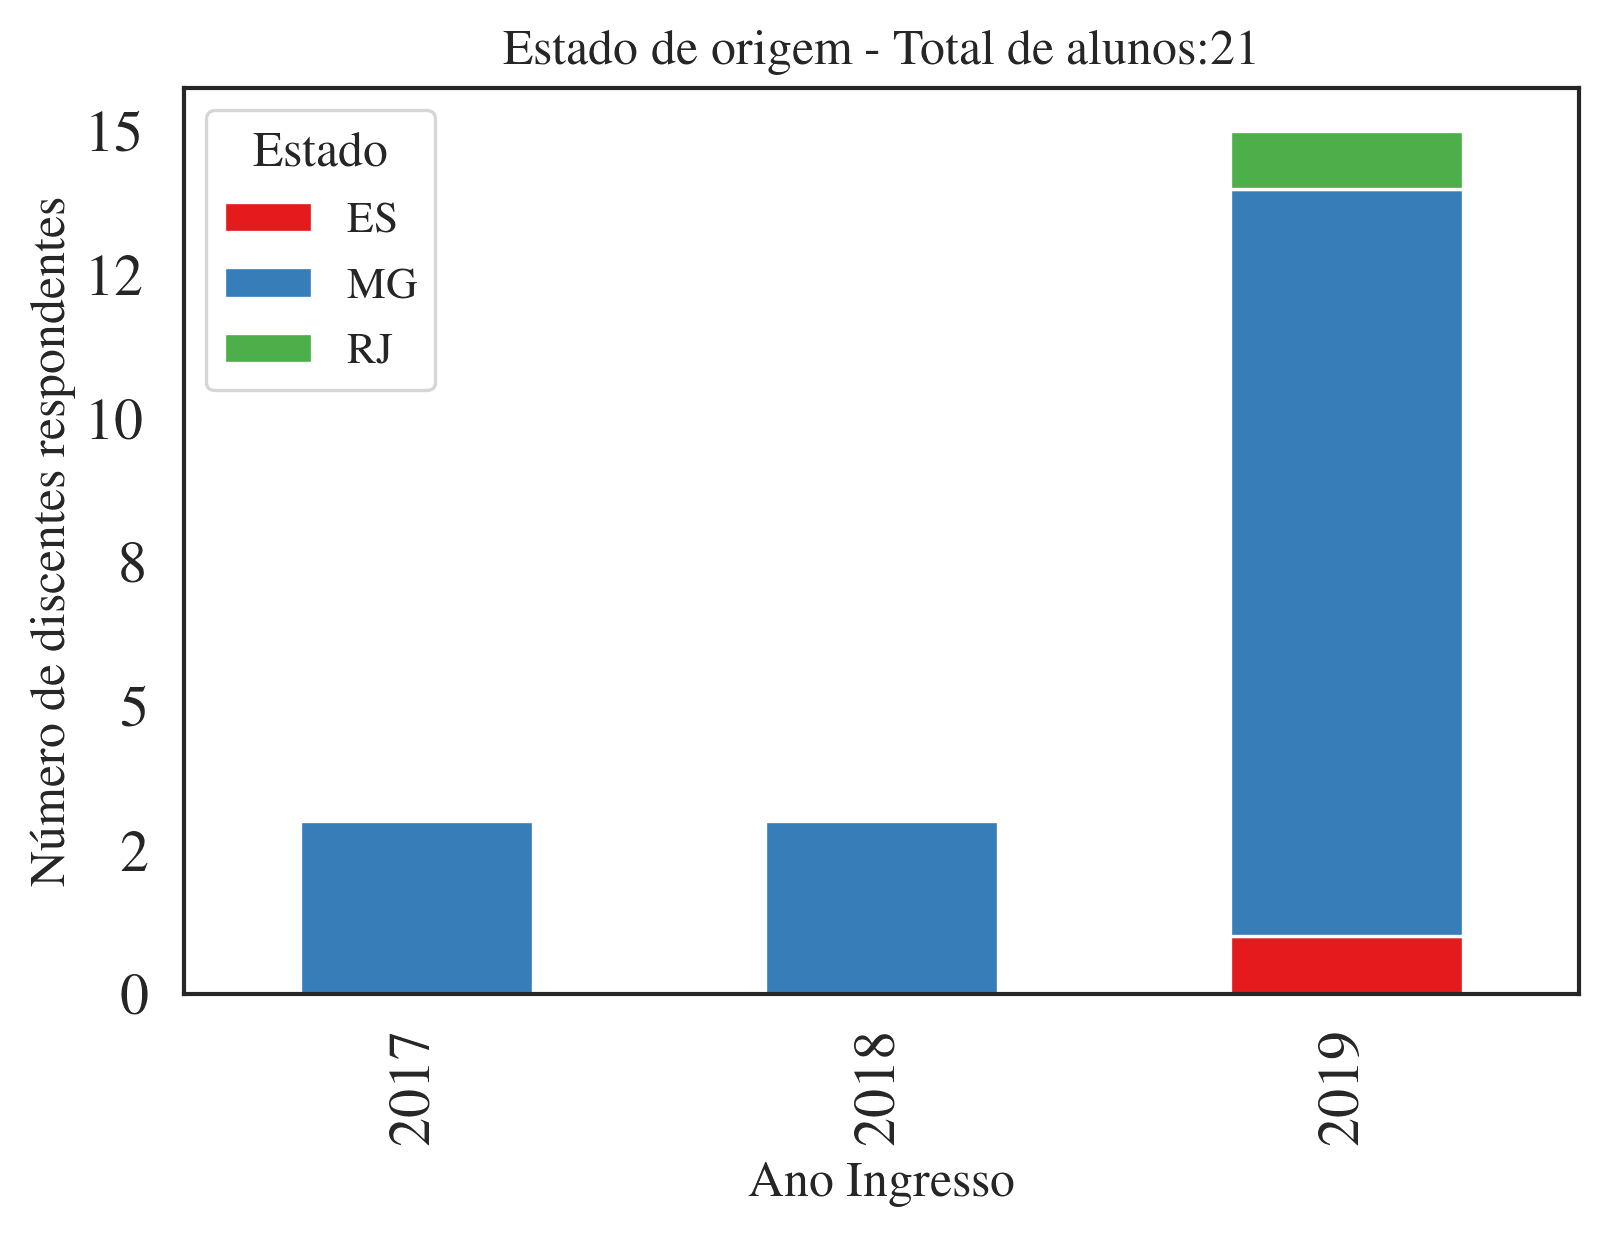 Estado de origem - Total de alunos:21
Número de discentes respondentes
15
12
10
8
5
2
0
Estado
ES
MG
RJ
2017
2018
2019
Ano Ingresso